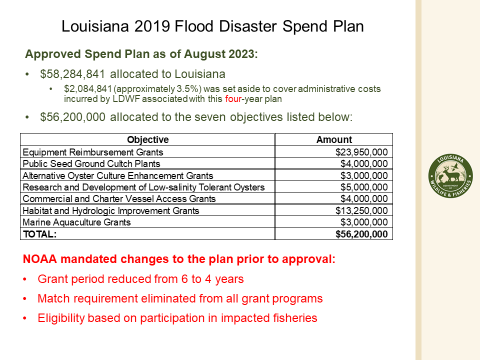 Louisiana 2019 Flood Disaster Spend Plan
Approved Spend Plan as of August 2023:
• $58,284,841 allocated to Louisiana
• $2,084,841 (approximately 3.5%) was set aside to cover administrative costs
incurred by LDWF associated with this four-year plan
• $56,200,000 allocated to the seven objectives listed below:
Objective Amount
Equipment Reimbursement Grants $23,950,000
Public Seed Ground Cultch Plants $4,000,000
Alternative Oyster Culture Enhancement Grants $3,000,000
Research and Development of Low-salinity Tolerant Oysters $5,000,000
Commercial and Charter Vessel Access Grants $4,000,000
Habitat and Hydrologic Improvement Grants $13,250,000
Marine Aquaculture Grants $3,000,000
TOTAL: $56,200,000
NOAA mandated changes to the plan prior to approval:
• Grant period reduced from 6 to 4 years
• Match requirement eliminated from all grant programs
• Eligibility based on participation in impacted fisheries
LOUISIANA
WILDLIFE & FISHERIES